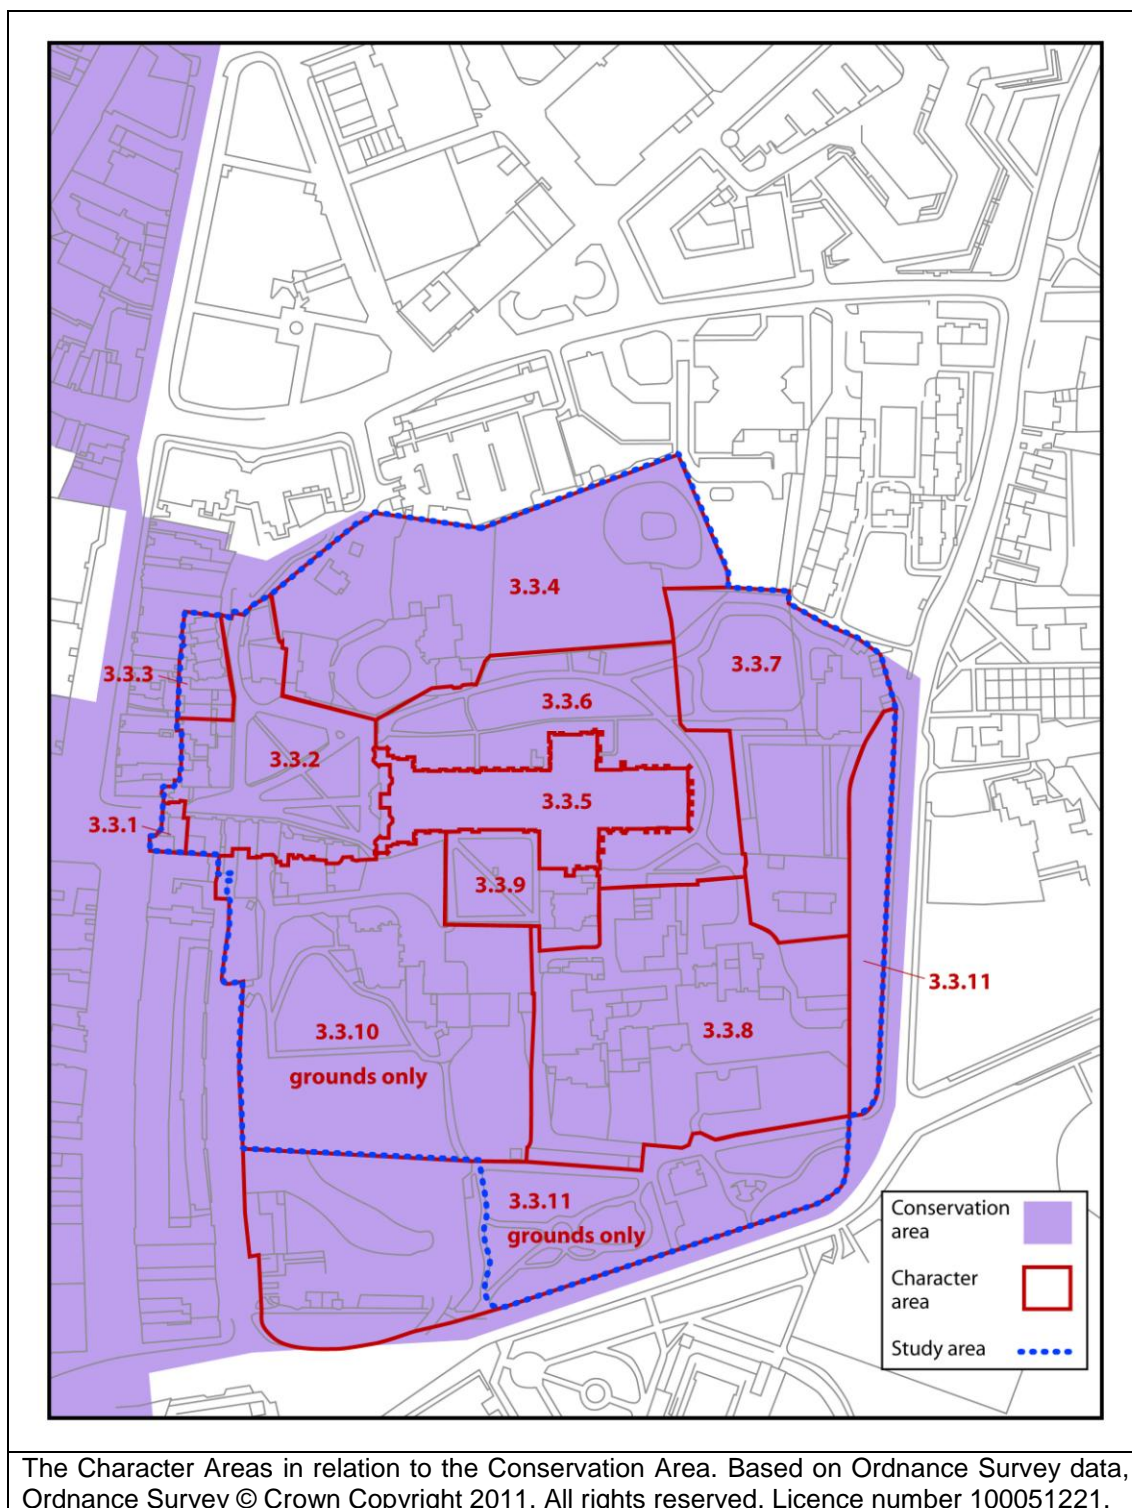 3.3.4
3.3.7
3.3.3
3.3.6
3.3.2
3.3.5
3.3.1
3.3.9
3.3.11
3.3.10
grounds only
3.3.8
3.3.11
grounds only
Conservation
area
Character
area
Study area
The Character Areas in relation to the Conservation Area. Based on Ordnance Survey data,
Ordnance Survey © Crown Copyright 2011. All rights reserved. Licence number 100051221.